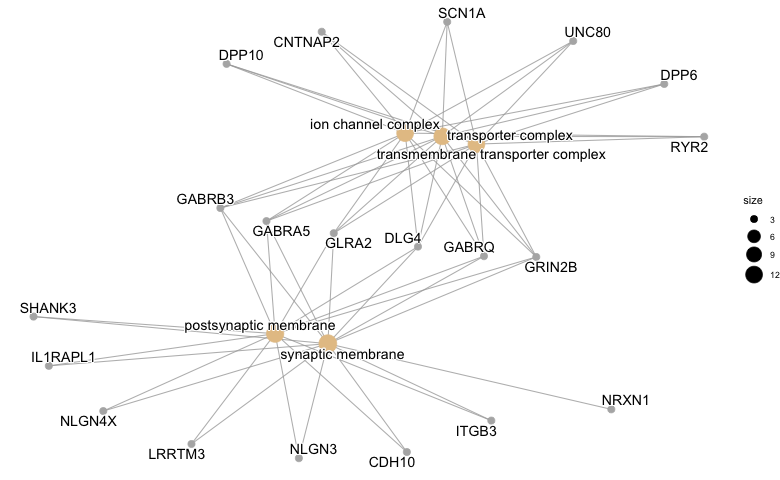 SCN1A
CNTNAP2
UNC80
DPP10
DPP6
ion channel complex
transporter complex
RYR2
transmembrane transporter complex
GABRB3
size
3
GABRA5
GLRA2
DLG4
GABRQ
6
9
GRIN2B
12
SHANK3
postsynaptic membrane
synaptic membrane
IL1RAPL1
NRXN1
NLGN4X
ITGB3
LRRTM3
NLGN3
CDH10